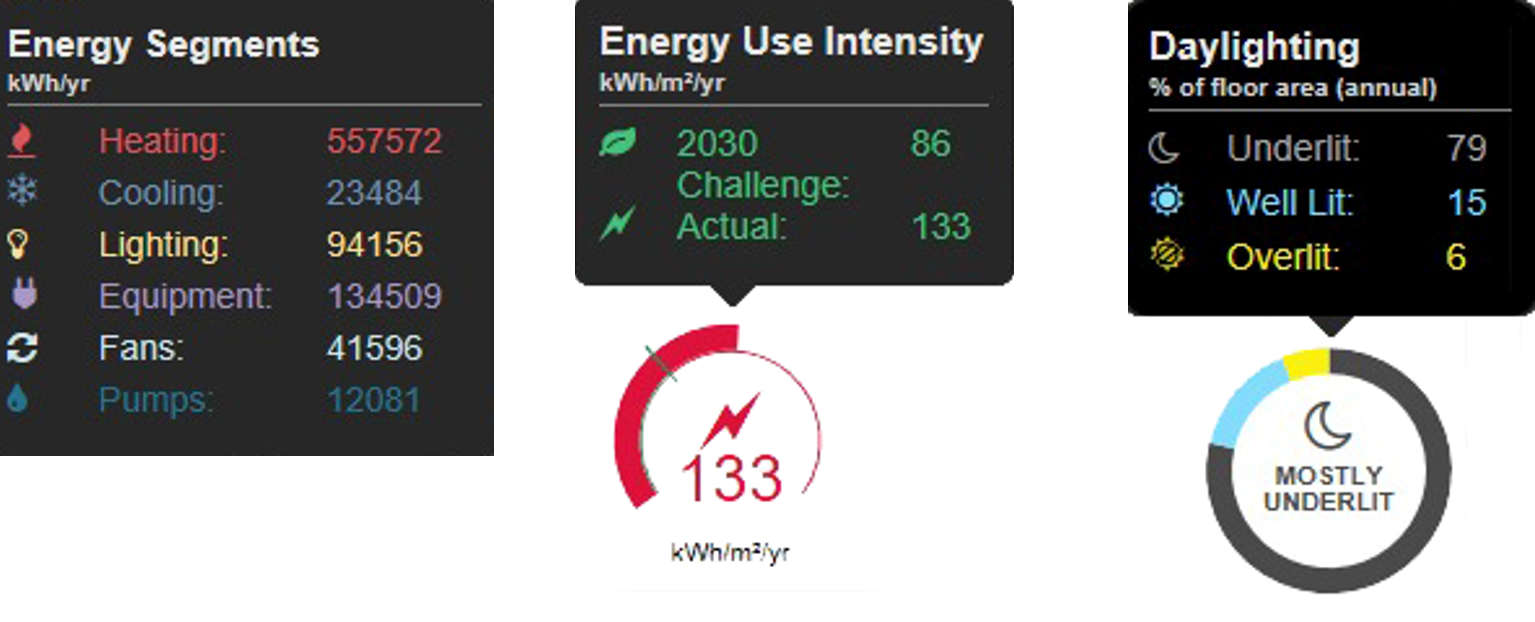 Energy Segments
kWh/yr
Heating: 557572
Cooling: 23484
Lighting: 94156
Equipment: 134509
Fans: 41596
Pumps: 12081
Energy Use Intensity
kWh/m²/yr
2030 86
Challenge:
Actual: 133
133
kWh/m²/yr
Daylighting
% of floor area (annual)
Underlit: 79
Well Lit: 15
Overlit: 6
MOSTLY
UNDERLIT